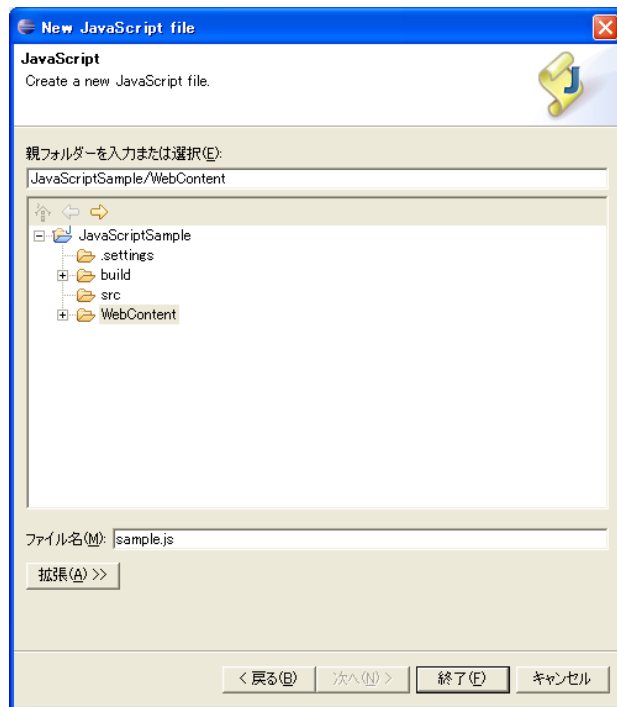 New JavaScript file
JavaScript
Create a new JavaScript file.
親フォルダーを入力または選択(E):
JavaScriptSample/WebContent
JavaScriptSample
.settings
build
src
WebContent
ファイル名(M): sample.js
拡張(A) >>
< 戻る(B) 次へ(N) > 終了(F) キャンセル